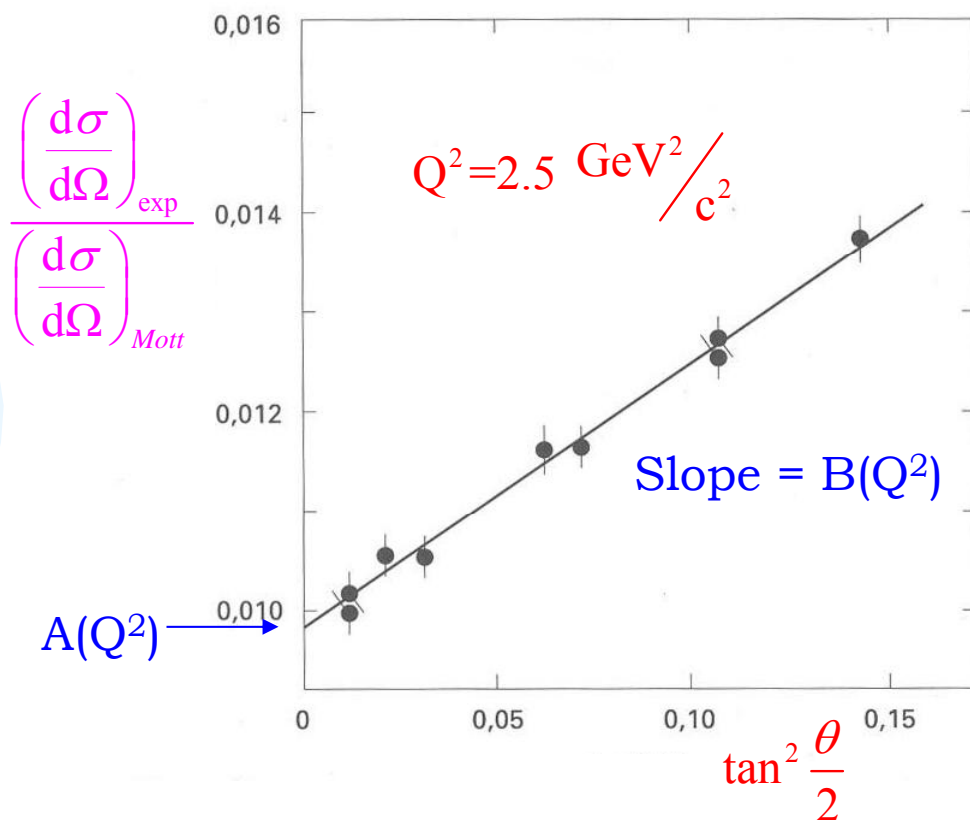 0,016
(dσ/dΩ)exp
(dσ/dΩ)Mott
Q²=2.5 GeV²/c²
0,014
0,012
Slope = B(Q²)
0,010
A(Q²)
0 0,05 0,10 0,15
tan² θ/2